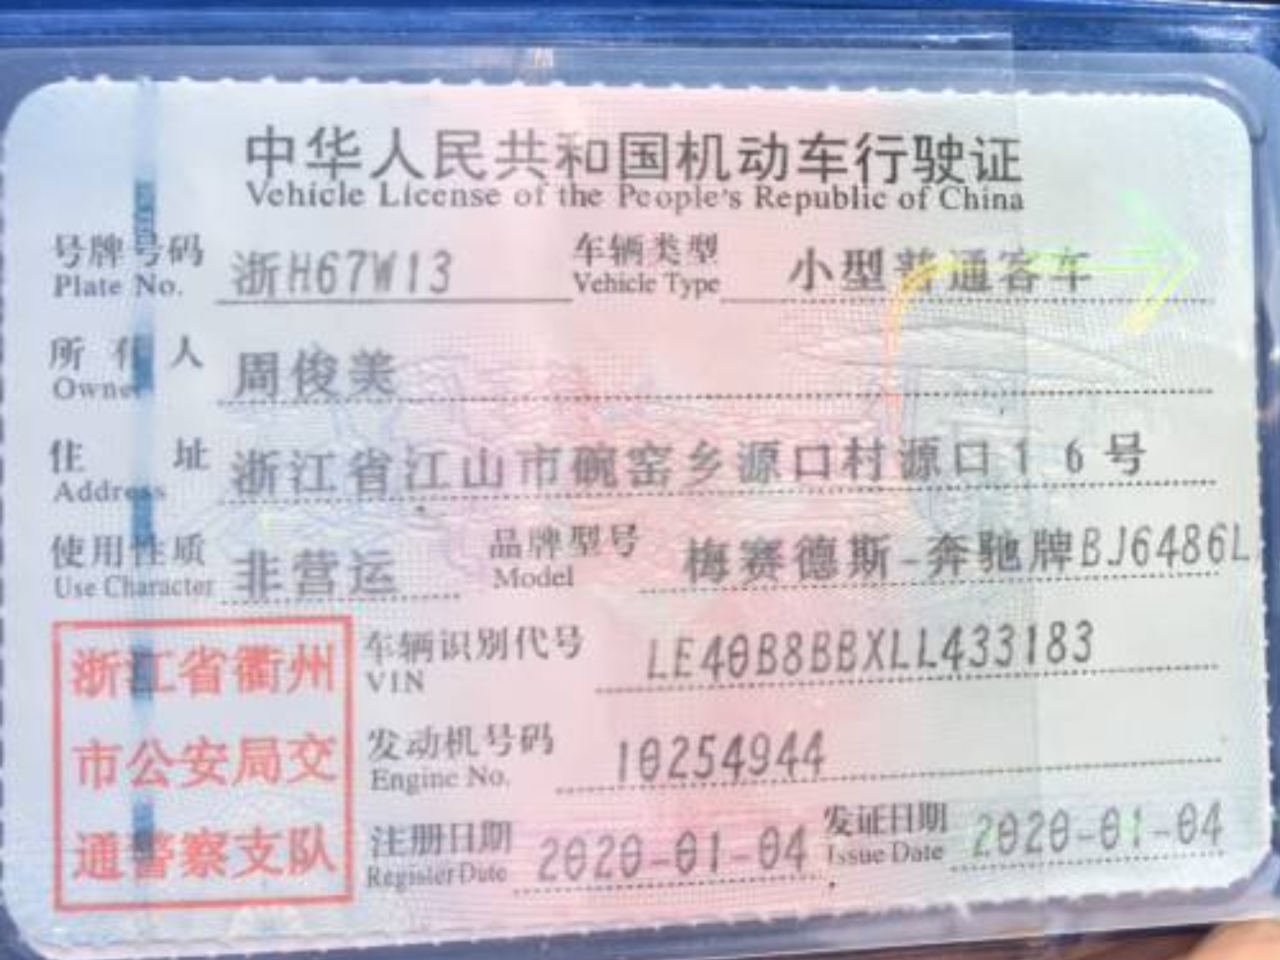 中华人民共和国机动车行驶证
Vehicle License of the People's Republic of China
号牌号码 浙H67W13 车辆类型 小型普通客车
Plate No. Vehicle Type
所有人 周俊美
Owner
住址 浙江省江山市碗窑乡源口村源口16号
Address
使用性质 非营运 品牌型号 梅赛德斯-奔驰牌BJ6486L
Use Character Model
浙江省衢州 车辆识别代号 LE40B8BBXLL433183
VIN
市公安局交 发动机号码 10254944
Engine No.
通警察支队 注册日期 2020-01-04 发证日期 2020-01-04
Register Date Issue Date